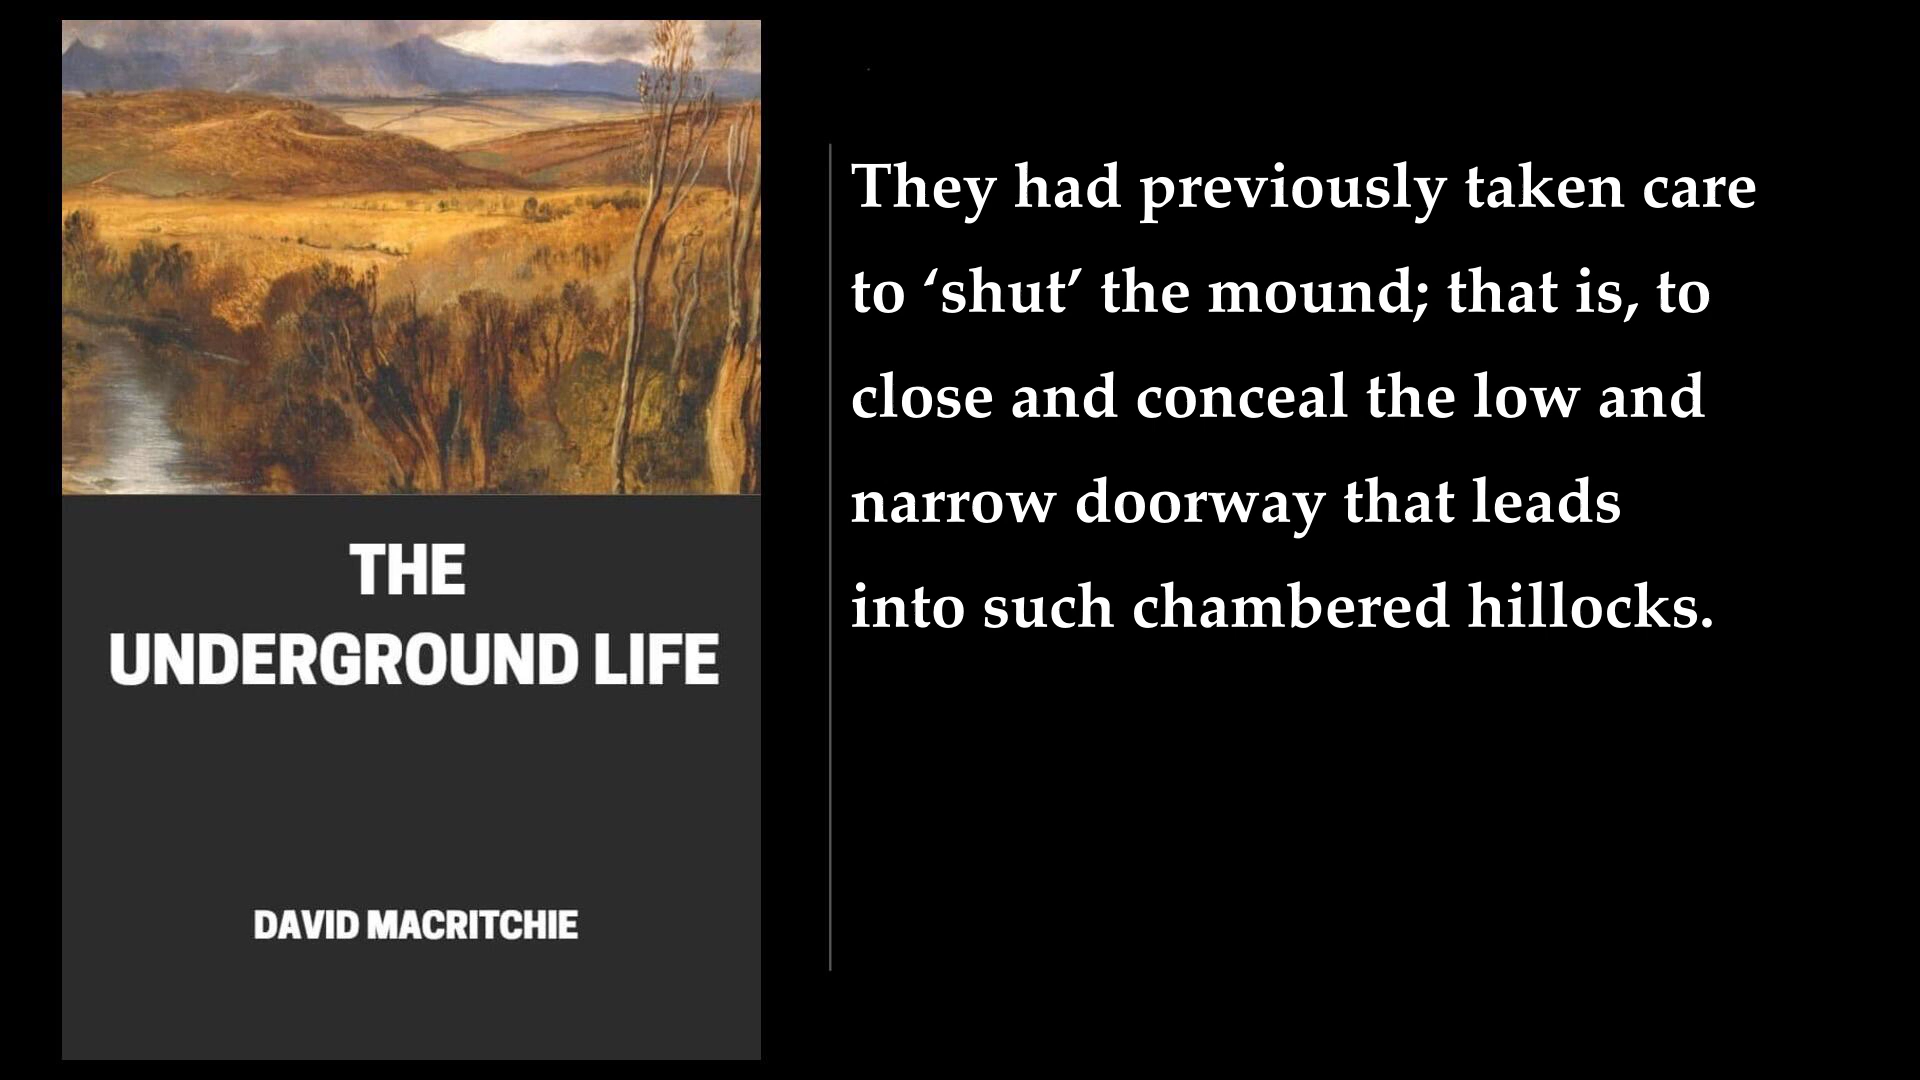 THE
UNDERGROUND LIFE
DAVID MACRITCHIE
They had previously taken care
to ‘shut’ the mound; that is, to
close and conceal the low and
narrow doorway that leads
into such chambered hillocks.